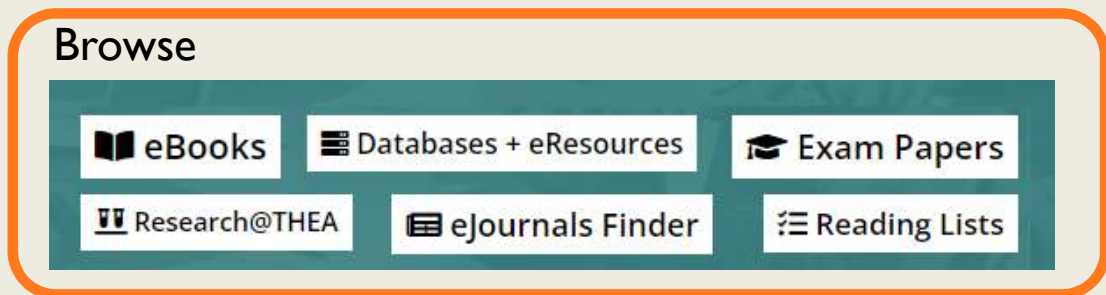 Browse
eBooks Databases + eResources Exam Papers
Research@THEA eJournals Finder Reading Lists